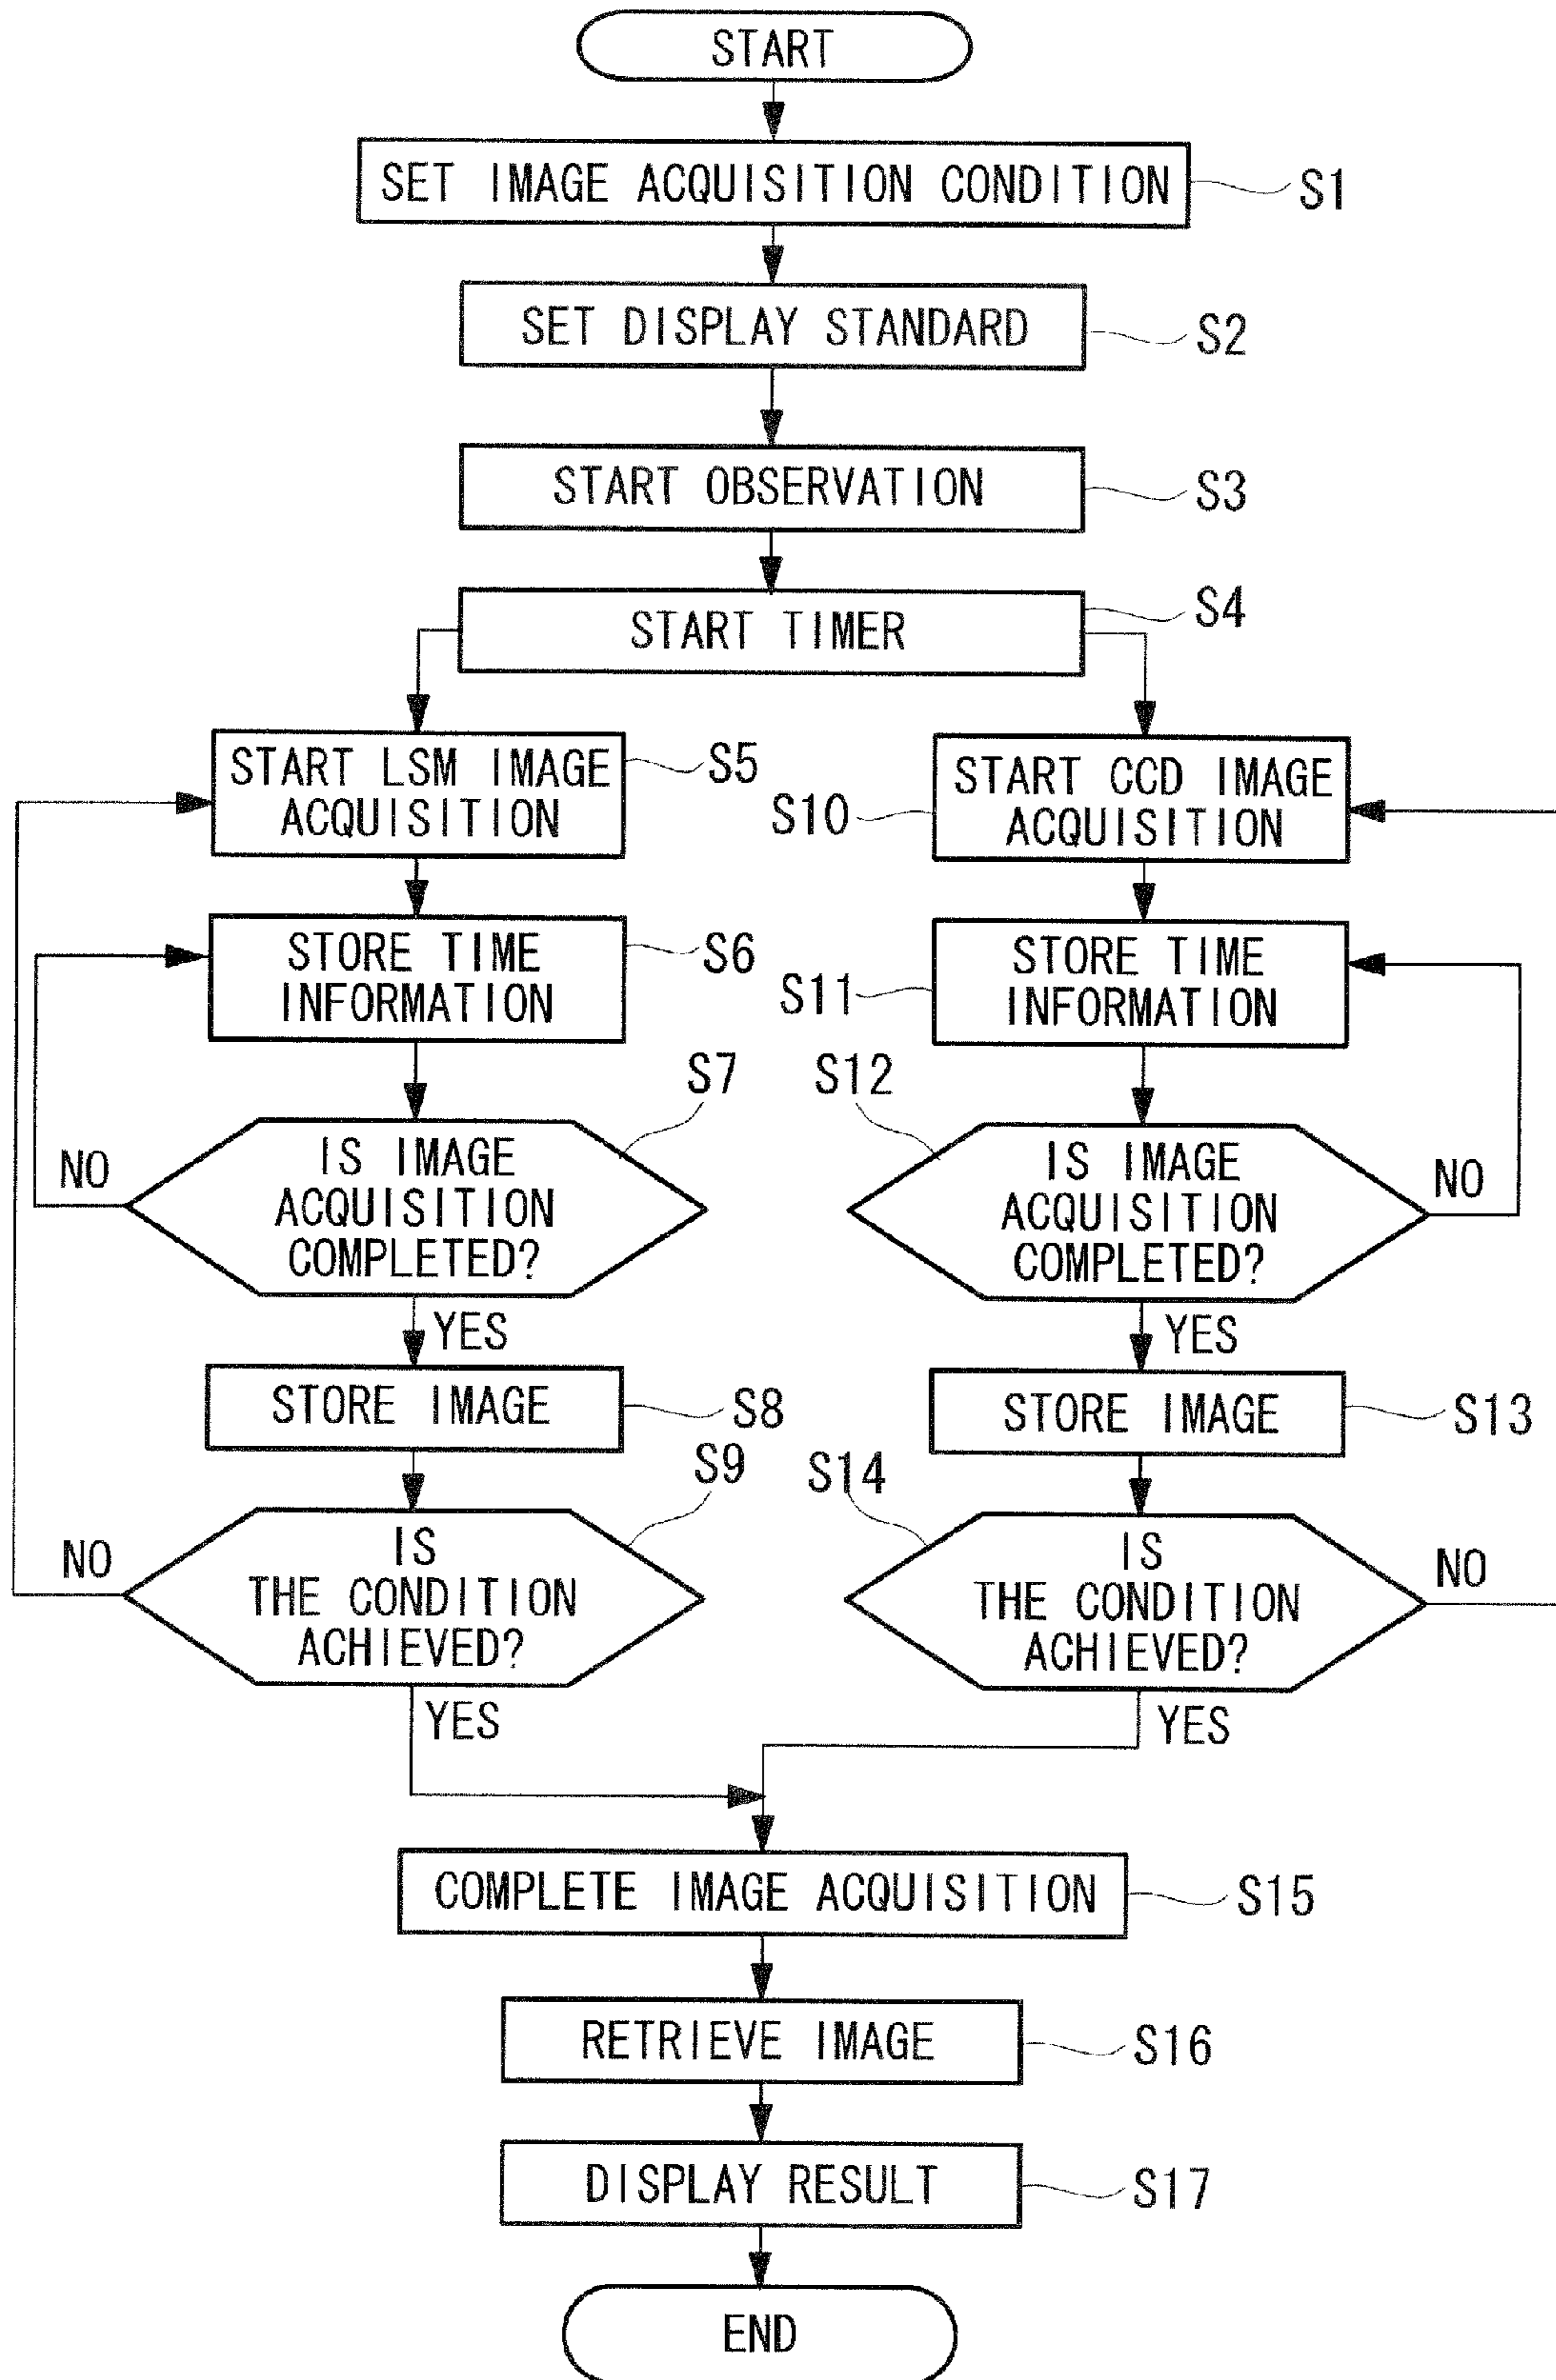 START
SET IMAGE ACQUISITION CONDITION
S1
SET DISPLAY STANDARD
S2
START OBSERVATION
S3
START TIMER
S4
START LSM IMAGE
ACQUISITION
S5
STORE TIME
INFORMATION
S6
IS IMAGE
ACQUISITION
COMPLETED?
S7
NO
YES
STORE IMAGE
S8
IS
THE CONDITION
ACHIEVED?
S9
NO
YES
START CCD IMAGE
ACQUISITION
S10
STORE TIME
INFORMATION
S11
IS IMAGE
ACQUISITION
COMPLETED?
S12
NO
YES
STORE IMAGE
S13
IS
THE CONDITION
ACHIEVED?
S14
NO
YES
COMPLETE IMAGE ACQUISITION
S15
RETRIEVE IMAGE
S16
DISPLAY RESULT
S17
END